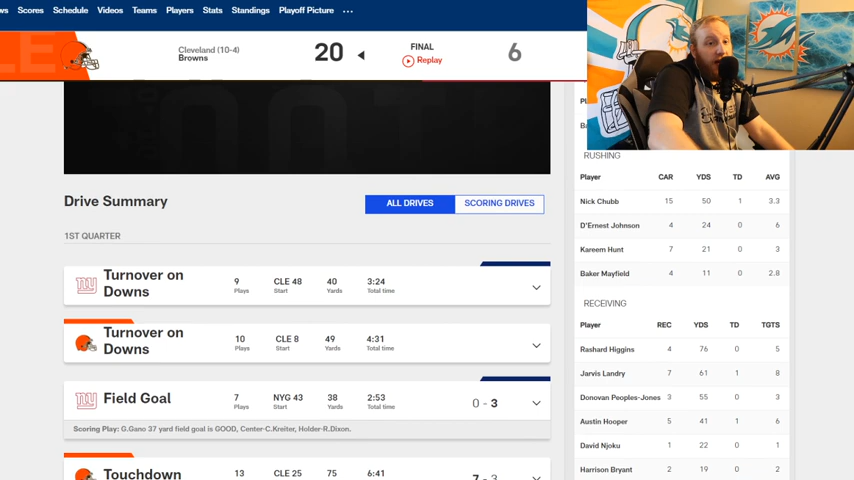 Scores Schedule Videos Teams Players Stats Standings Playoff Picture ...
Cleveland (10-4)
Browns
20
FINAL
Replay
6
RUSHING
Player CAR YDS TD AVG
Nick Chubb 15 50 1 3.3
D'Ernest Johnson 4 24 0 6
Kareem Hunt 7 21 0 3
Baker Mayfield 4 11 0 2.8
RECEIVING
Player REC YDS TD TGTS
Rashard Higgins 4 76 0 5
Jarvis Landry 7 61 1 8
Donovan Peoples-Jones 3 55 0 3
Austin Hooper 5 41 1 6
David Njoku 1 22 0 1
Harrison Bryant 2 19 0 2
Drive Summary
ALL DRIVES SCORING DRIVES
1ST QUARTER
Turnover on
Downs
9 CLE 48 40 3:24
Plays Start Yards Total time
Turnover on
Downs
10 CLE 8 49 4:31
Plays Start Yards Total time
Field Goal
7 NYG 43 38 2:53
Plays Start Yards Total time
0 - 3
Scoring Play: G.Gano 37 yard field goal is GOOD, Center-C.Kreiter, Holder-R.Dixon.
Touchdown
13 CLE 25 75 6:41
7 - 3